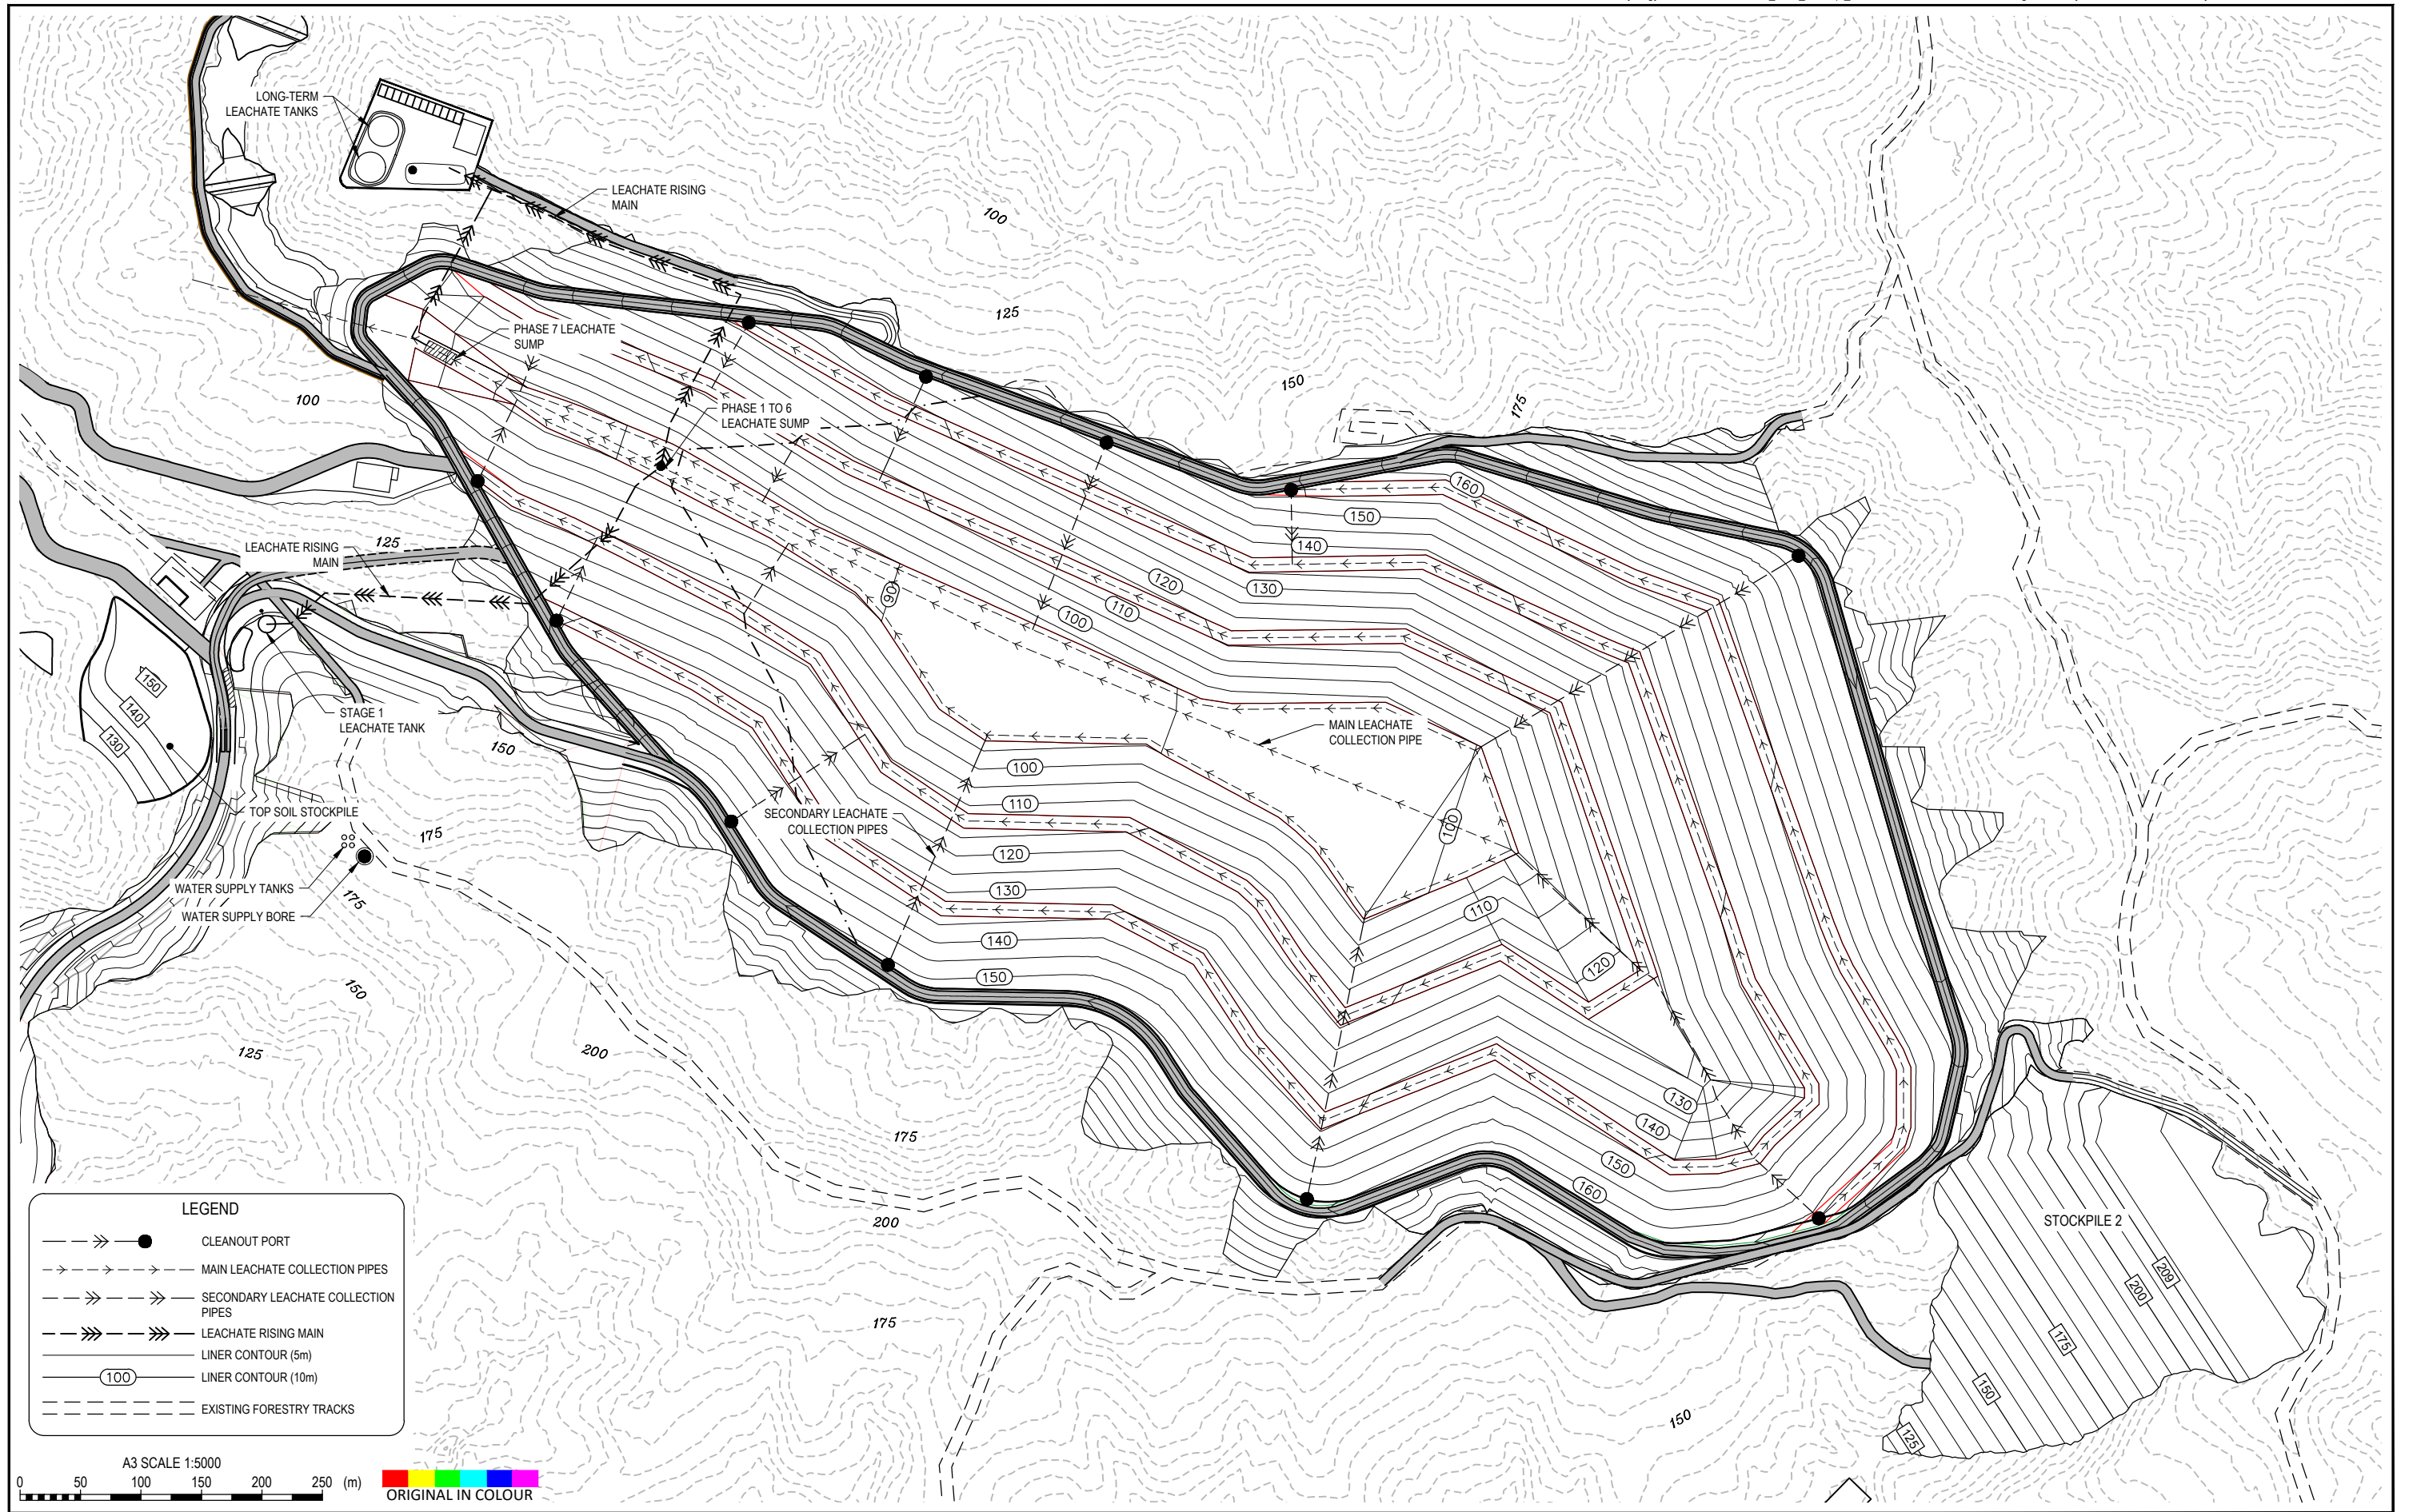 LONG-TERM
LEACHATE TANKS
LEACHATE RISING
MAIN
100
125
150
175
PHASE 7 LEACHATE
SUMP
100
PHASE 1 TO 6
LEACHATE SUMP
160
150
140
130
120
110
100
90
125
LEACHATE RISING
MAIN
150
140
130
STAGE 1
LEACHATE TANK
150
MAIN LEACHATE
COLLECTION PIPE
100
110
SECONDARY LEACHATE
COLLECTION PIPES
120
130
140
150
100
110
120
TOP SOIL STOCKPILE
175
WATER SUPPLY TANKS
175
WATER SUPPLY BORE
150
125
200
175
200
175
130
140
150
160
STOCKPILE 2
209
200
175
150
125
150
LEGEND
CLEANOUT PORT
MAIN LEACHATE COLLECTION PIPES
SECONDARY LEACHATE COLLECTION
PIPES
LEACHATE RISING MAIN
LINER CONTOUR (5m)
100 LINER CONTOUR (10m)
EXISTING FORESTRY TRACKS
A3 SCALE 1:5000
0 50 100 150 200 250 (m)
ORIGINAL IN COLOUR